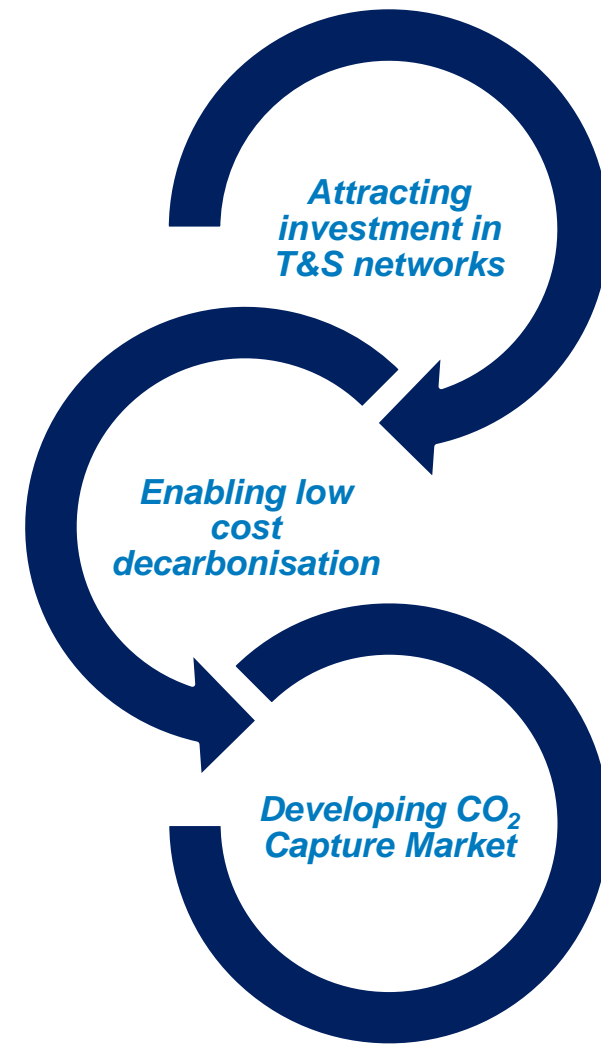 Attracting
investment in
T&S networks
Enabling low
cost
decarbonisation
Developing CO₂
Capture Market